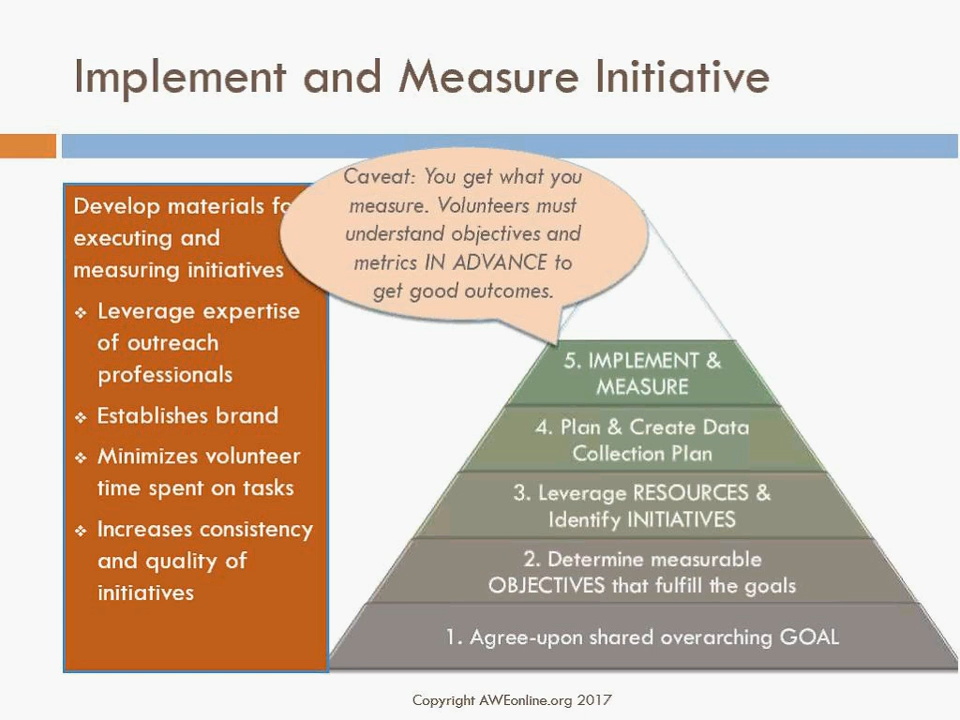 Implement and Measure Initiative
Develop materials
executing and
measuring initiatives
❖ Leverage expertise
of outreach
professionals
❖ Establishes brand
❖ Minimizes volunteer
time spent on tasks
❖ Increases consistency
and quality of
initiatives
Caveat: You get what you
measure. Volunteers must
understand objectives and
metrics IN ADVANCE to
get good outcomes.
5. IMPLEMENT &
MEASURE
4. Plan & Create Data
Collection Plan
3. Leverage RESOURCES &
Identify INITIATIVES
2. Determine measurable
OBJECTIVES that fulfill the goals
1. Agree-upon shared overarching GOAL
Copyright AWEonline.org 2017